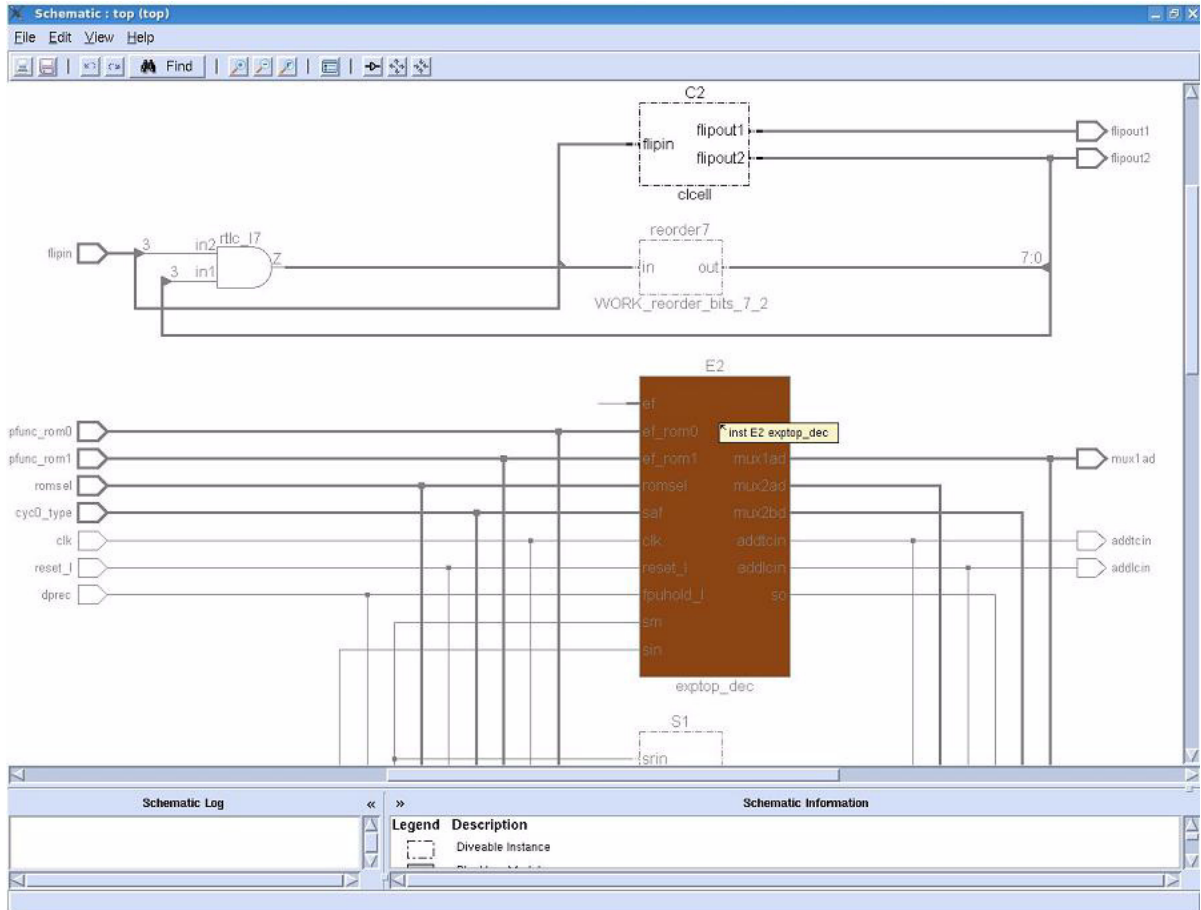 Schematic : top (top)
File Edit View Help
Find
C2
flipin
flipout1
flipout2
clcell
flipout1
flipout2
flipin
3
in2
rtlc_I7
3
in1
Z
reorder7
in
out
WORK_reorder_bits_7_2
7:0
E2
pfunc_rom0
pfunc_rom1
romsel
cyc0_type
clk
reset_l
dprec
ef
ef_rom0
ef_rom1
romsel
saf
clk
reset_l
fpuhold_l
sm
sin
inst E2 exptop_dec
mux1ad
mux2ad
mux2bd
addtcin
addlcin
so
mux1ad
addtcin
addlcin
exptop_dec
S1
srin
Schematic Log
«
»
Schematic Information
Legend Description
Diveable Instance